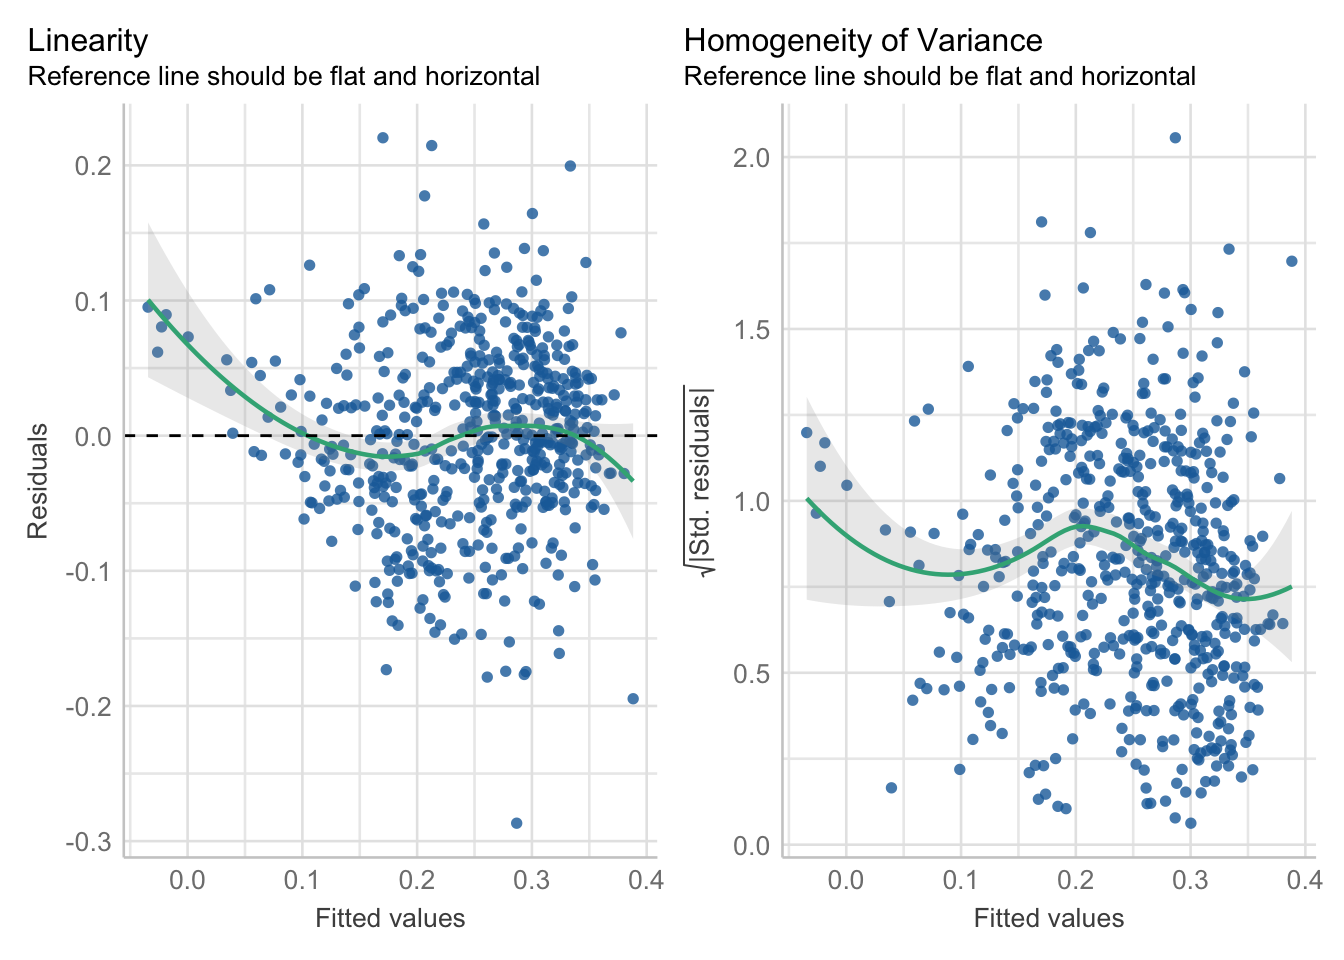 Linearity
Reference line should be flat and horizontal
Residuals
0.2
0.1
0.0
-0.1
-0.2
-0.3
0.0 0.1 0.2 0.3 0.4
Fitted values
Homogeneity of Variance
Reference line should be flat and horizontal
√|Std. residuals|
2.0
1.5
1.0
0.5
0.0
0.0 0.1 0.2 0.3 0.4
Fitted values